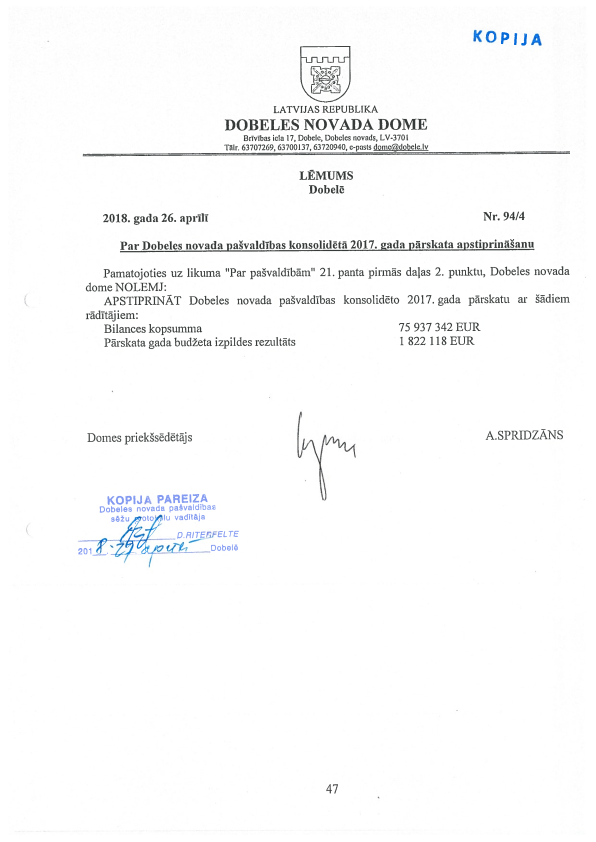 KOPIJA
LATVIJAS REPUBLIKA
DOBELES NOVADA DOME
Brīvības iela 17, Dobele, Dobeles novads, LV-3701
Tālr. 63707269, 63700137, 63720940, e-pasts dome@dobele.lv
LĒMUMS
Dobelē
2018. gada 26. aprīlī Nr. 94/4
Par Dobeles novada pašvaldības konsolidētā 2017. gada pārskata apstiprināšanu
Pamatojoties uz likuma "Par pašvaldībām" 21. panta pirmās daļas 2. punktu, Dobeles novada
dome NOLEMJ:
APSTIPRINĀT Dobeles novada pašvaldības konsolidēto 2017. gada pārskatu ar šādiem
rādītājiem:
Bilances kopsumma 75 937 342 EUR
Pārskata gada budžeta izpildes rezultāts 1 822 118 EUR
Domes priekšsēdētājs A.SPRIDZĀNS
KOPIJA PAREIZA
Dobeles novada pašvaldības
sēžu protokolu vadītāja
D.RITERFELTE
2018. Dobelē
47